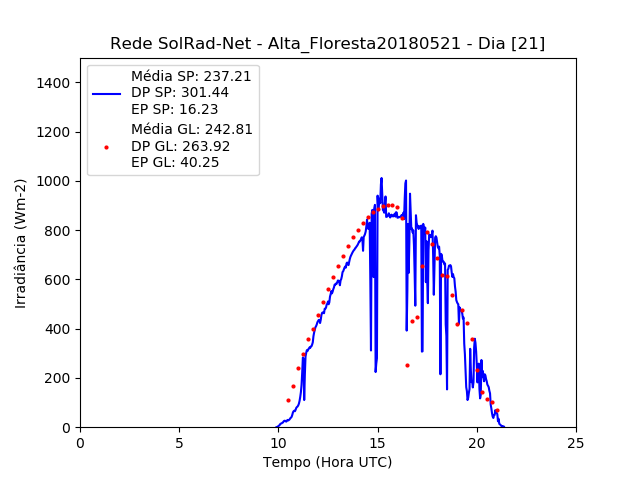 Rede SolRad-Net - Alta_Floresta20180521 - Dia [21]
Média SP: 237.21
DP SP: 301.44
EP SP: 16.23
Média GL: 242.81
DP GL: 263.92
EP GL: 40.25
Irradiância (Wm-2)
1400
1200
1000
800
600
400
200
0
0 5 10 15 20 25
Tempo (Hora UTC)